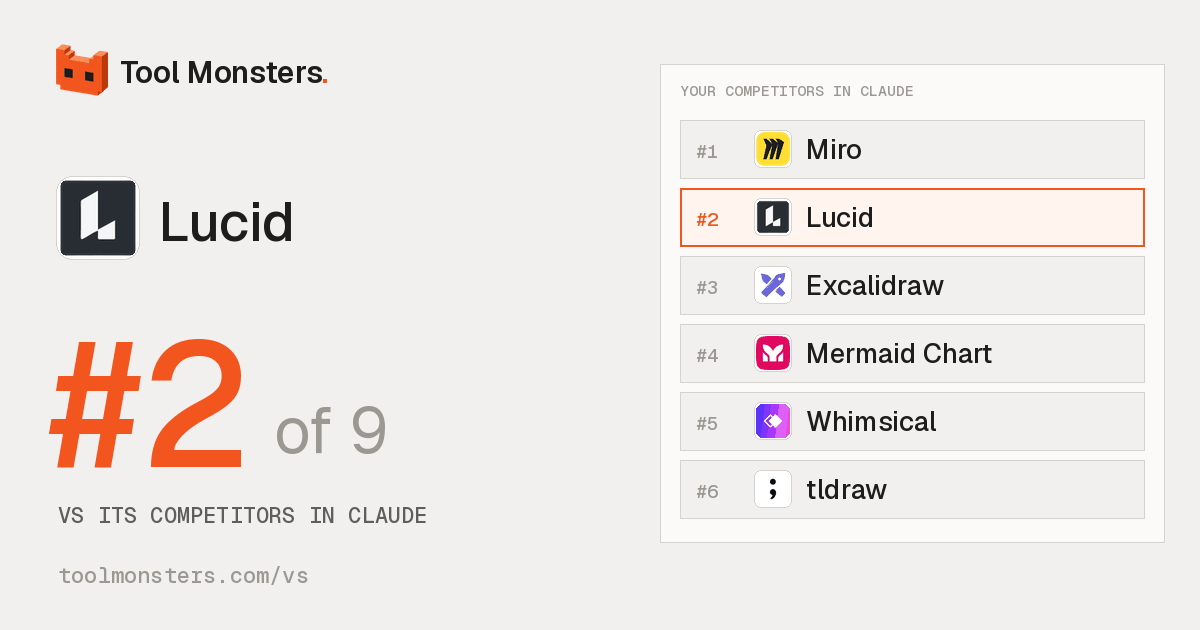 Tool Monsters.
Lucid
#2 of 9
VS ITS COMPETITORS IN CLAUDE
toolmonsters.com/vs
YOUR COMPETITORS IN CLAUDE
#1 Miro
#2 Lucid
#3 Excalidraw
#4 Mermaid Chart
#5 Whimsical
#6 tldraw